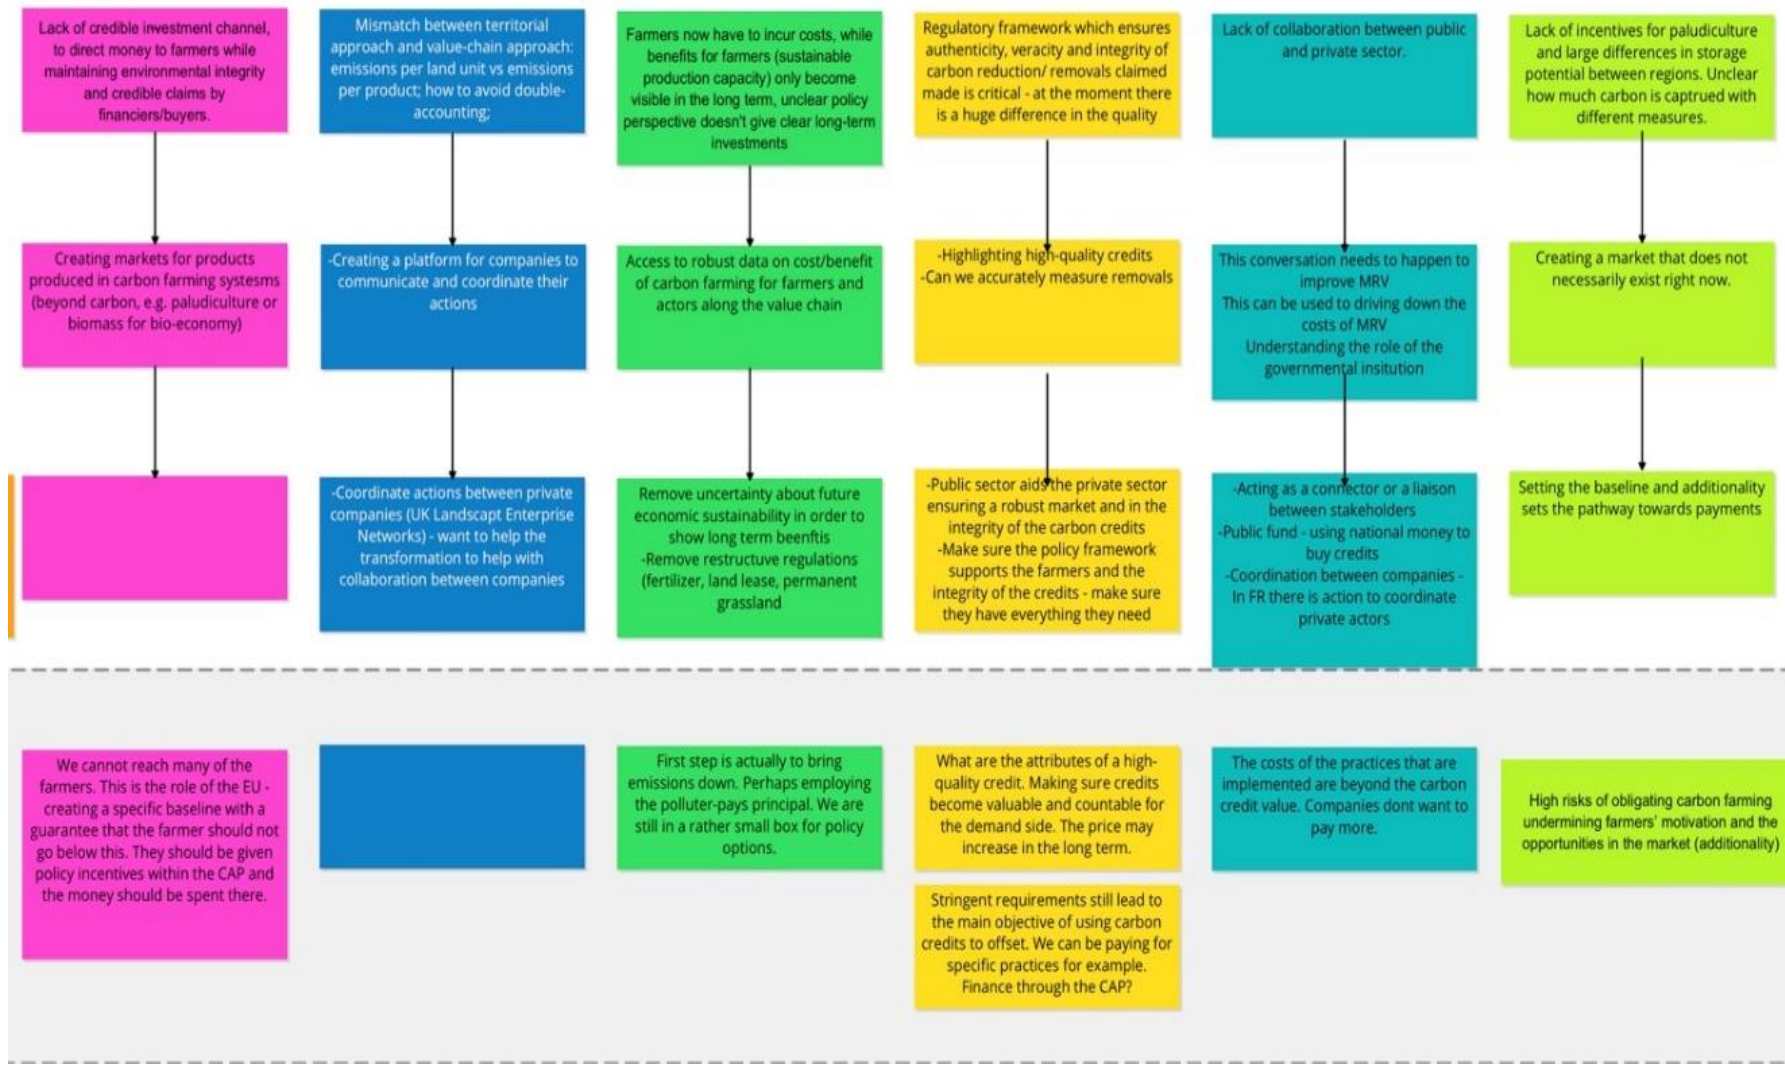 Lack of credible investment channel,
to direct money to farmers while
maintaining environmental integrity
and credible claims by
financiers/buyers.
Mismatch between territorial
approach and value-chain approach:
emissions per land unit vs emissions
per product; how to avoid double-
accounting;
Farmers now have to incur costs, while
benefits for farmers (sustainable
production capacity) only become
visible in the long term, unclear policy
perspective doesn't give clear long-term
investments
Regulatory framework which ensures
authenticity, veracity and integrity of
carbon reduction/ removals claimed
made is critical - at the moment there
is a huge difference in the quality
Lack of collaboration between public
and private sector.
Lack of incentives for paludiculture
and large differences in storage
potential between regions. Unclear
how much carbon is captrued with
different measures.
Creating markets for products
produced in carbon farming systesms
(beyond carbon, e.g. paludiculture or
biomass for bio-economy)
-Creating a platform for companies to
communicate and coordinate their
actions
Access to robust data on cost/benefit
of carbon farming for farmers and
actors along the value chain
-Highlighting high-quality credits
-Can we accurately measure removals
This conversation needs to happen to
improve MRV
This can be used to driving down the
costs of MRV
Understanding the role of the
governmental insitution
Creating a market that does not
necessarily exist right now.
-Coordinate actions between private
companies (UK Landscapt Enterprise
Networks) - want to help the
transformation to help with
collaboration between companies
Remove uncertainty about future
economic sustainability in order to
show long term beenftis
-Remove restructuve regulations
(fertilizer, land lease, permanent
grassland
-Public sector aids the private sector
ensuring a robust market and in the
integrity of the carbon credits
-Make sure the policy framework
supports the farmers and the
integrity of the credits - make sure
they have everything they need
-Acting as a connector or a liaison
between stakeholders
-Public fund - using national money to
buy credits
-Coordination between companies -
In FR there is action to coordinate
private actors
Setting the baseline and additionality
sets the pathway towards payments
We cannot reach many of the
farmers. This is the role of the EU -
creating a specific baseline with a
guarantee that the farmer should not
go below this. They should be given
policy incentives within the CAP and
the money should be spent there.
First step is actually to bring
emissions down. Perhaps employing
the polluter-pays principal. We are
still in a rather small box for policy
options.
What are the attributes of a high-
quality credit. Making sure credits
become valuable and countable for
the demand side. The price may
increase in the long term.
The costs of the practices that are
implemented are beyond the carbon
credit value. Companies dont want to
pay more.
High risks of obligating carbon farming
undermining farmers' motivation and the
opportunities in the market (additionality)
Stringent requirements still lead to
the main objective of using carbon
credits to offset. We can be paying for
specific practices for example.
Finance through the CAP?